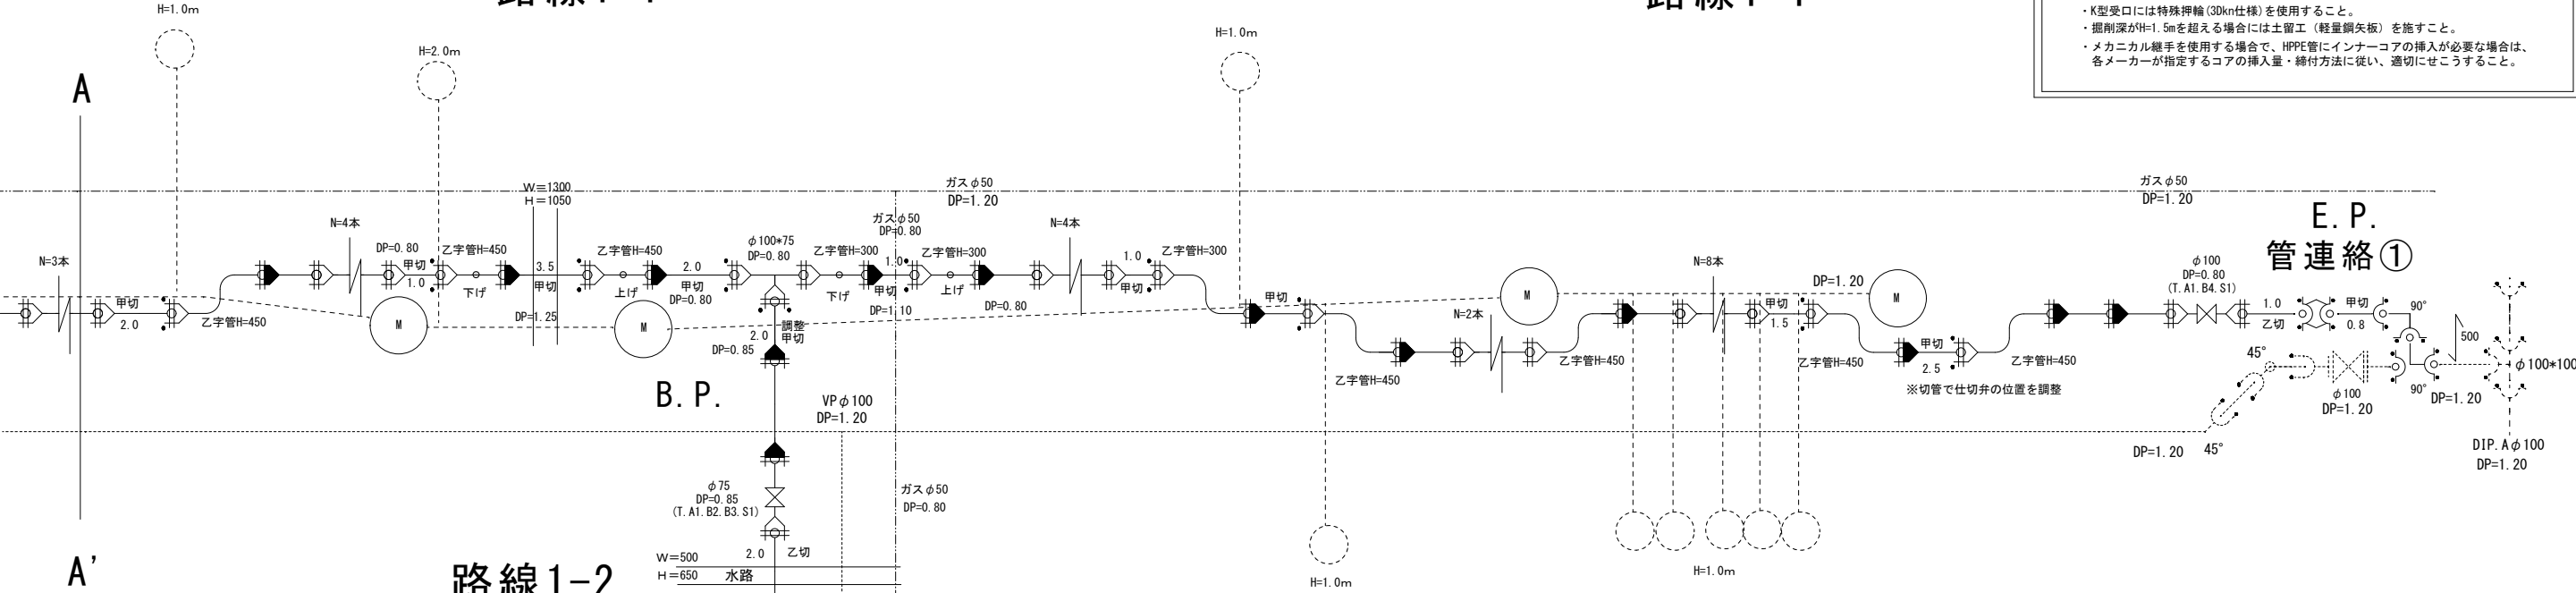 H=1.0m
・K型受口には特殊押輪(3Dkn仕様)を使用すること。
・掘削深がH=1.5mを超える場合には土留工（軽量鋼矢板）を施すこと。
・メカニカル継手を使用する場合で、HPPE管にインナーコアの挿入が必要な場合は、
各メーカーが指定するコアの挿入量・締付方法に従い、適切にせこうすること。
H=2.0m
H=1.0m
A
W=1300
H=1050
ガスφ50
DP=1.20
ガスφ50
DP=1.20
E.P.
管連絡①
N=3本
甲切
2.0
乙字管H=450
N=4本
DP=0.80
甲切
1.0
乙字管H=450
下げ
3.5
甲切
DP=1.25
乙字管H=450
上げ
2.0
甲切
DP=0.80
φ100*75
DP=0.80
乙字管H=300
下げ
ガスφ50
DP=0.80
1.0
甲切
DP=1.10
乙字管H=300
上げ
DP=0.80
N=4本
1.0
甲切
乙字管H=300
M
M
M
M
甲切
乙字管H=450
N=2本
乙字管H=450
N=8本
甲切
1.5
DP=1.20
乙字管H=450
甲切
2.5
乙字管H=450
※切管で仕切弁の位置を調整
φ100
DP=0.80
(T.A1.B4.S1)
1.0
乙切
甲切
0.8
90°
500
90°
φ100*100
45°
φ100
DP=1.20
DP=1.20
DP=1.20
45°
DIP.Aφ100
DP=1.20
調整
甲切
2.0
DP=0.85
B.P.
VPφ100
DP=1.20
φ75
DP=0.85
(T.A1.B2.B3.S1)
ガスφ50
DP=0.80
2.0
乙切
W=500
H=650
水路
A'
路線1-2
H=1.0m
H=1.0m